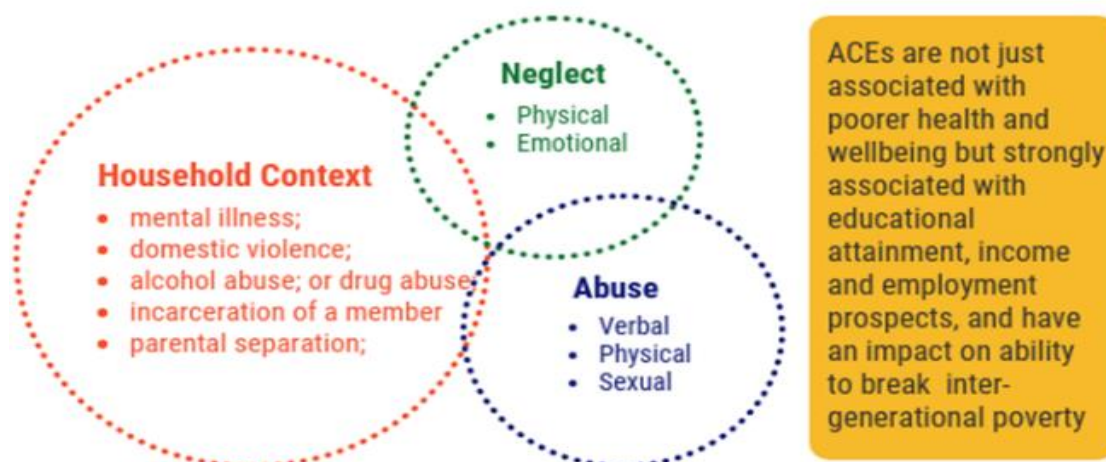 Neglect
• Physical
• Emotional
Household Context
• mental illness;
• domestic violence;
• alcohol abuse; or drug abuse;
• incarceration of a member
• parental separation;
Abuse
• Verbal
• Physical
• Sexual
ACEs are not just
associated with
poorer health and
wellbeing but strongly
associated with
educational
attainment, income
and employment
prospects, and have
an impact on ability
to break inter-
generational poverty